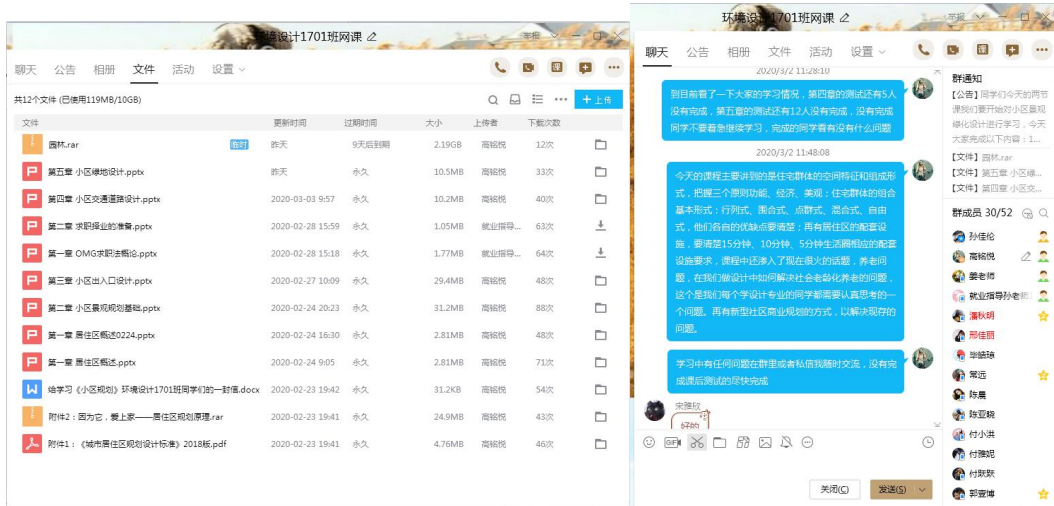 环境设计1701班网课
举报
聊天 公告 相册 文件 活动 设置
共12个文件 (已使用119MB/10GB)
上传
文件 更新时间 过期时间 大小 上传者 下载次数
园林.rar 临时 昨天 9天后到期 2.19GB 高铭悦 12次
第五章 小区绿地设计.pptx 昨天 永久 10.5MB 高铭悦 33次
第四章 小区交通道路设计.pptx 2020-03-03 9:57 永久 10.2MB 高铭悦 40次
第二章 求职择业的准备.pptx 2020-02-28 15:59 永久 1.05MB 就业指导... 63次
第一章 OMG求职法概论.pptx 2020-02-28 15:18 永久 1.77MB 就业指导... 64次
第三章 小区出入口设计.pptx 2020-02-27 10:09 永久 29.4MB 高铭悦 48次
第二章 小区景观规划基础.pptx 2020-02-24 20:23 永久 31.2MB 高铭悦 88次
第一章 居住区概述0224.pptx 2020-02-24 16:30 永久 2.81MB 高铭悦 48次
第一章 居住区概述.pptx 2020-02-24 9:05 永久 2.81MB 高铭悦 71次
给学习《小区规划》环境设计1701班同学们的一封信.docx 2020-02-23 19:42 永久 31.2KB 高铭悦 54次
附件2：因为它，爱上家——居住区规划原理.rar 2020-02-23 19:41 永久 24.9MB 高铭悦 43次
附件1：《城市居住区规划设计标准》2018版.pdf 2020-02-23 19:41 永久 4.76MB 高铭悦 46次
环境设计1701班网课
举报
聊天 公告 相册 文件 活动 设置
课
2020/3/2 11:28:10
到目前看了一下大家的学习情况，第四章的测试还有5人
没有完成，第五章的测试还有12人没有完成，没有完成
同学不要着急继续学习，完成的同学看有没有什么问题
2020/3/2 11:48:08
今天的课程主要讲到的是住宅群体的空间特征和组成形
式，把握三个原则功能、经济、美观；住宅群体的组合
基本形式：行列式、围合式、点群式、混合式、自由
式，他们各自的优缺点要清楚；再有居住区的配套设
施，要清楚15分钟、10分钟、5分钟生活圈相应的配套
设施要求，课程中还渗入了现在很火的话题，养老问
题，在我们做设计中如何解决社会老龄化养老的问题，
这个是我们每个学设计专业的同学都需要认真思考的一
个问题。再有新型社区商业规划的方式，以解决现存的
问题。
学习中有任何问题在群里或者私信我随时交流，没有完
成课后测试的尽快完成
宋雅欣
好的
关闭(C) 发送(S)
群通知
【公告】同学们今天的两节
课我们要开始对小区景观
绿化设计进行学习，今天
大家完成以下内容：1...
【文件】园林.rar
【文件】第五章 小区绿...
【文件】第四章 小区交...
群成员 30/52
孙佳伦
高铭悦
姜老师
就业指导孙老师
潘秋明
邢佳丽
毕皓琼
常远
陈晨
陈亚晓
付小洪
付雅妮
付跃跃
郭壹博